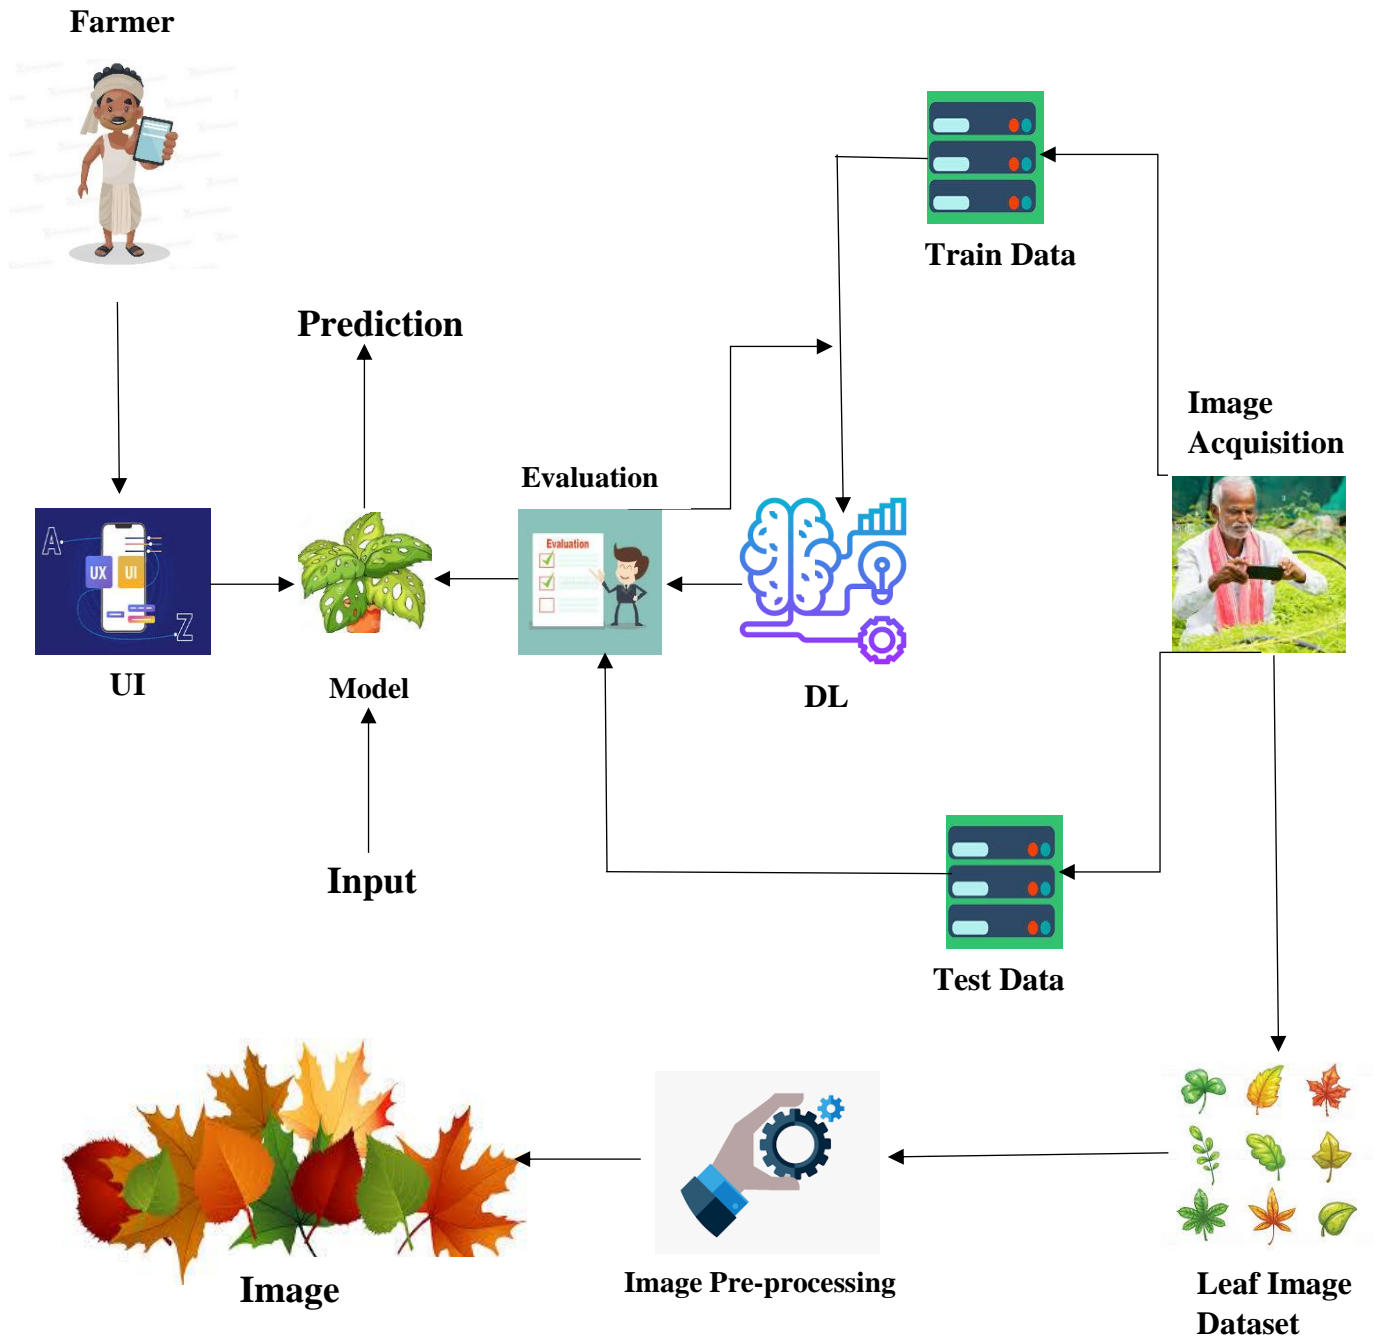 Farmer
Train Data
Prediction
Image
Acquisition
Evaluation
Evaluation
A
UX
UI
Z
UI
Model
DL
Input
Test Data
Image
Image Pre-processing
Leaf Image
Dataset